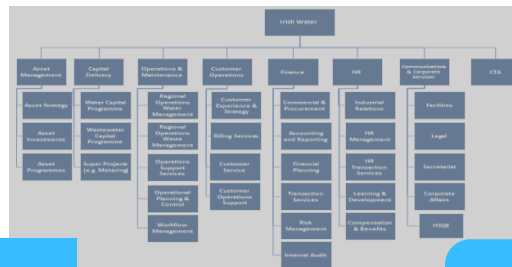 Irish Water
Asset
Management
Capital
Delivery
Operations &
Maintenance
Customer
Operations
Finance
HR
Communications
& Corporate
Services
CTA
Asset Strategy
Asset
Investments
Asset
Programmes
Water Capital
Programme
Wastewater
Capital
Programme
Super Projects
(e.g. Metering)
Regional
Operations
Water
Management
Regional
Operations
Waste
Management
Operations
Support
Services
Operational
Planning &
Control
Workflow
Management
Customer
Experience &
Strategy
Billing Services
Customer
Service
Customer
Operations
Support
Commercial &
Procurement
Accounting
and Reporting
Financial
Planning
Transaction
Services
Risk
Management
Internal Audit
Industrial
Relations
HR
Management
HR
Transaction
Services
Learning &
Development
Compensation
& Benefits
Facilities
Legal
Secretariat
Corporate
Affairs
HSQE